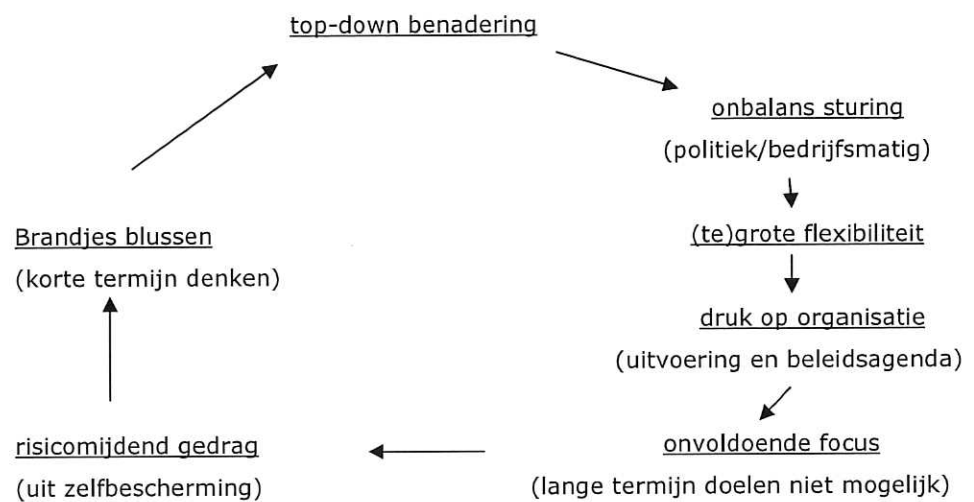 top-down benadering
onbalans sturing
(politiek/bedrijfsmatig)
(te)grote flexibiliteit
druk op organisatie
(uitvoering en beleidsagenda)
onvoldoende focus
(lange termijn doelen niet mogelijk)
risicomijdend gedrag
(uit zelfbescherming)
Brandjes blussen
(korte termijn denken)